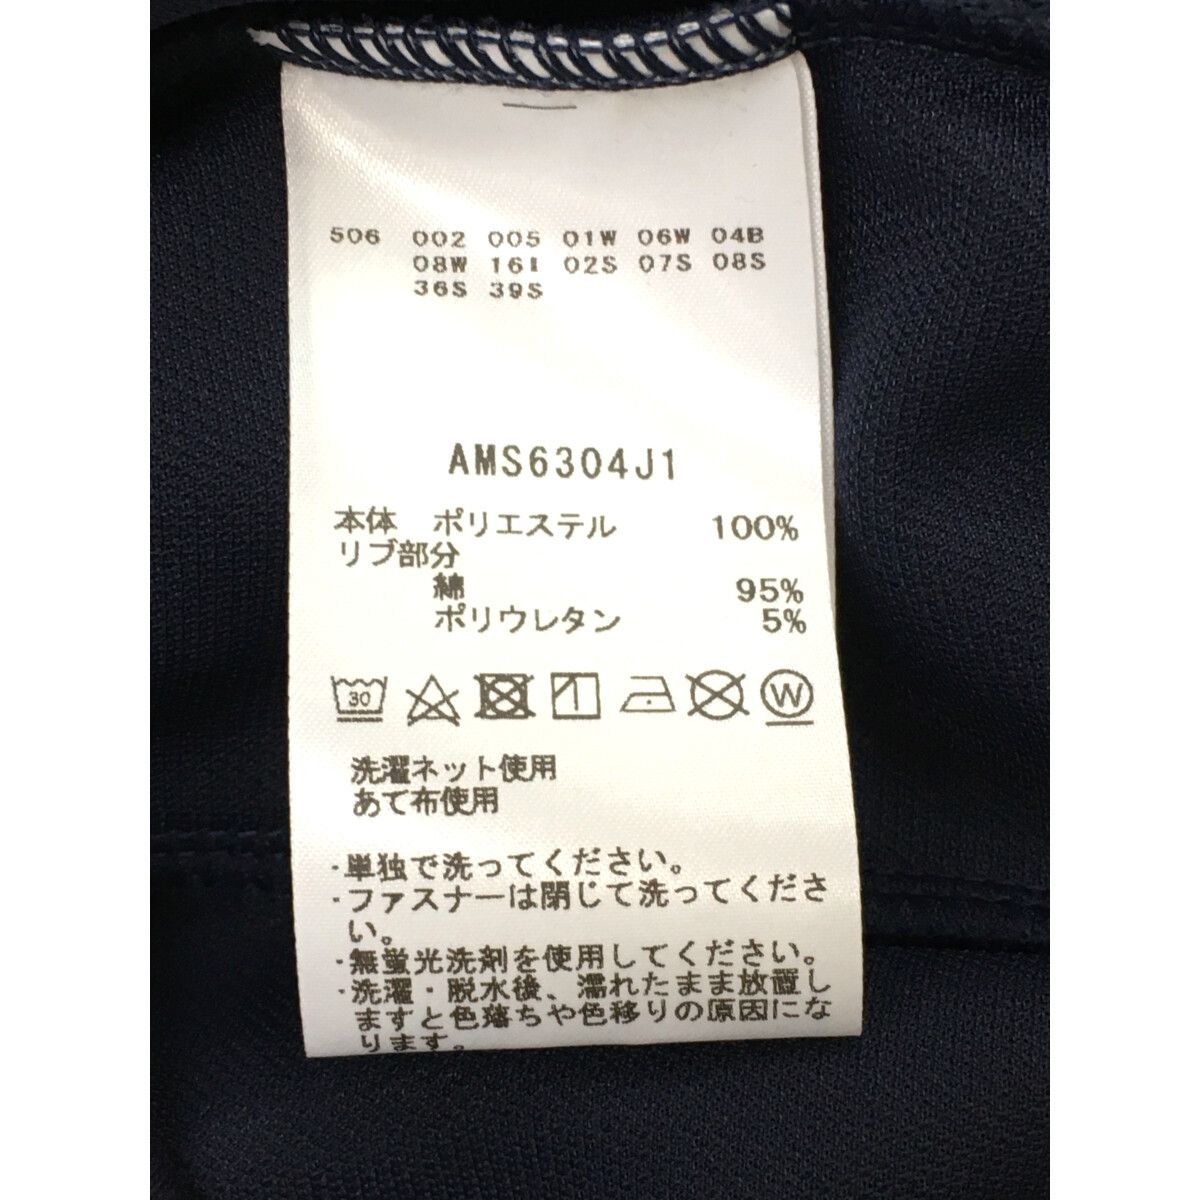 506 002 005 01W 06W 04B
08W 16I 02S 07S 08S
36S 39S
AMS6304J1
本体 ポリエステル 100%
リブ部分
綿 95%
ポリウレタン 5%
30 W
洗濯ネット使用
あて布使用
・単独で洗ってください。
・ファスナーは閉じて洗ってくださ
い。
・無蛍光洗剤を使用してください。
・洗濯・脱水後、濡れたまま放置し
ますと色落ちや色移りの原因にな
ります。